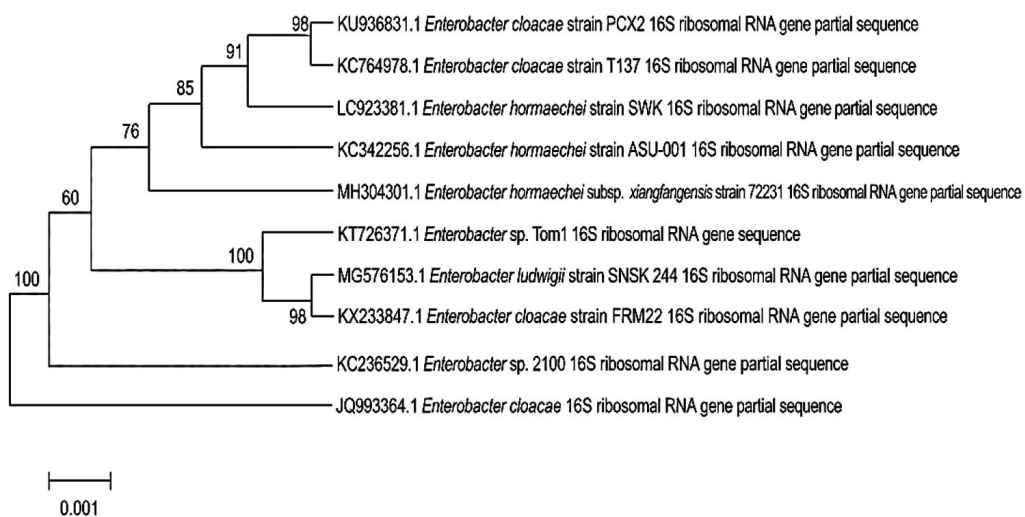 98 KU936831.1 Enterobacter cloacae strain PCX2 16S ribosomal RNA gene partial sequence
91
KC764978.1 Enterobacter cloacae strain T137 16S ribosomal RNA gene partial sequence
85
LC923381.1 Enterobacter hormaechei strain SWK 16S ribosomal RNA gene partial sequence
76
KC342256.1 Enterobacter hormaechei strain ASU-001 16S ribosomal RNA gene partial sequence
60
MH304301.1 Enterobacter hormaechei subsp. xiangfangensis strain 72231 16S ribosomal RNA gene partial sequence
KT726371.1 Enterobacter sp. Tom1 16S ribosomal RNA gene sequence
100
100
MG576153.1 Enterobacter ludwigii strain SNSK 244 16S ribosomal RNA gene partial sequence
98 KX233847.1 Enterobacter cloacae strain FRM22 16S ribosomal RNA gene partial sequence
KC236529.1 Enterobacter sp. 2100 16S ribosomal RNA gene partial sequence
JQ993364.1 Enterobacter cloacae 16S ribosomal RNA gene partial sequence
0.001